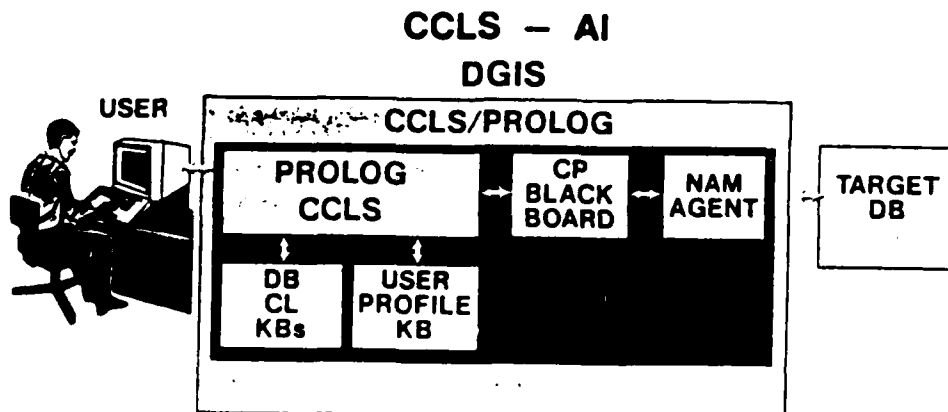 CCLS – AI
DGIS
USER
CCLS/PROLOG
PROLOG
CCLS
CP
BLACK
BOARD
NAM
AGENT
TARGET
DB
DB
CL
KBs
USER
PROFILE
KB